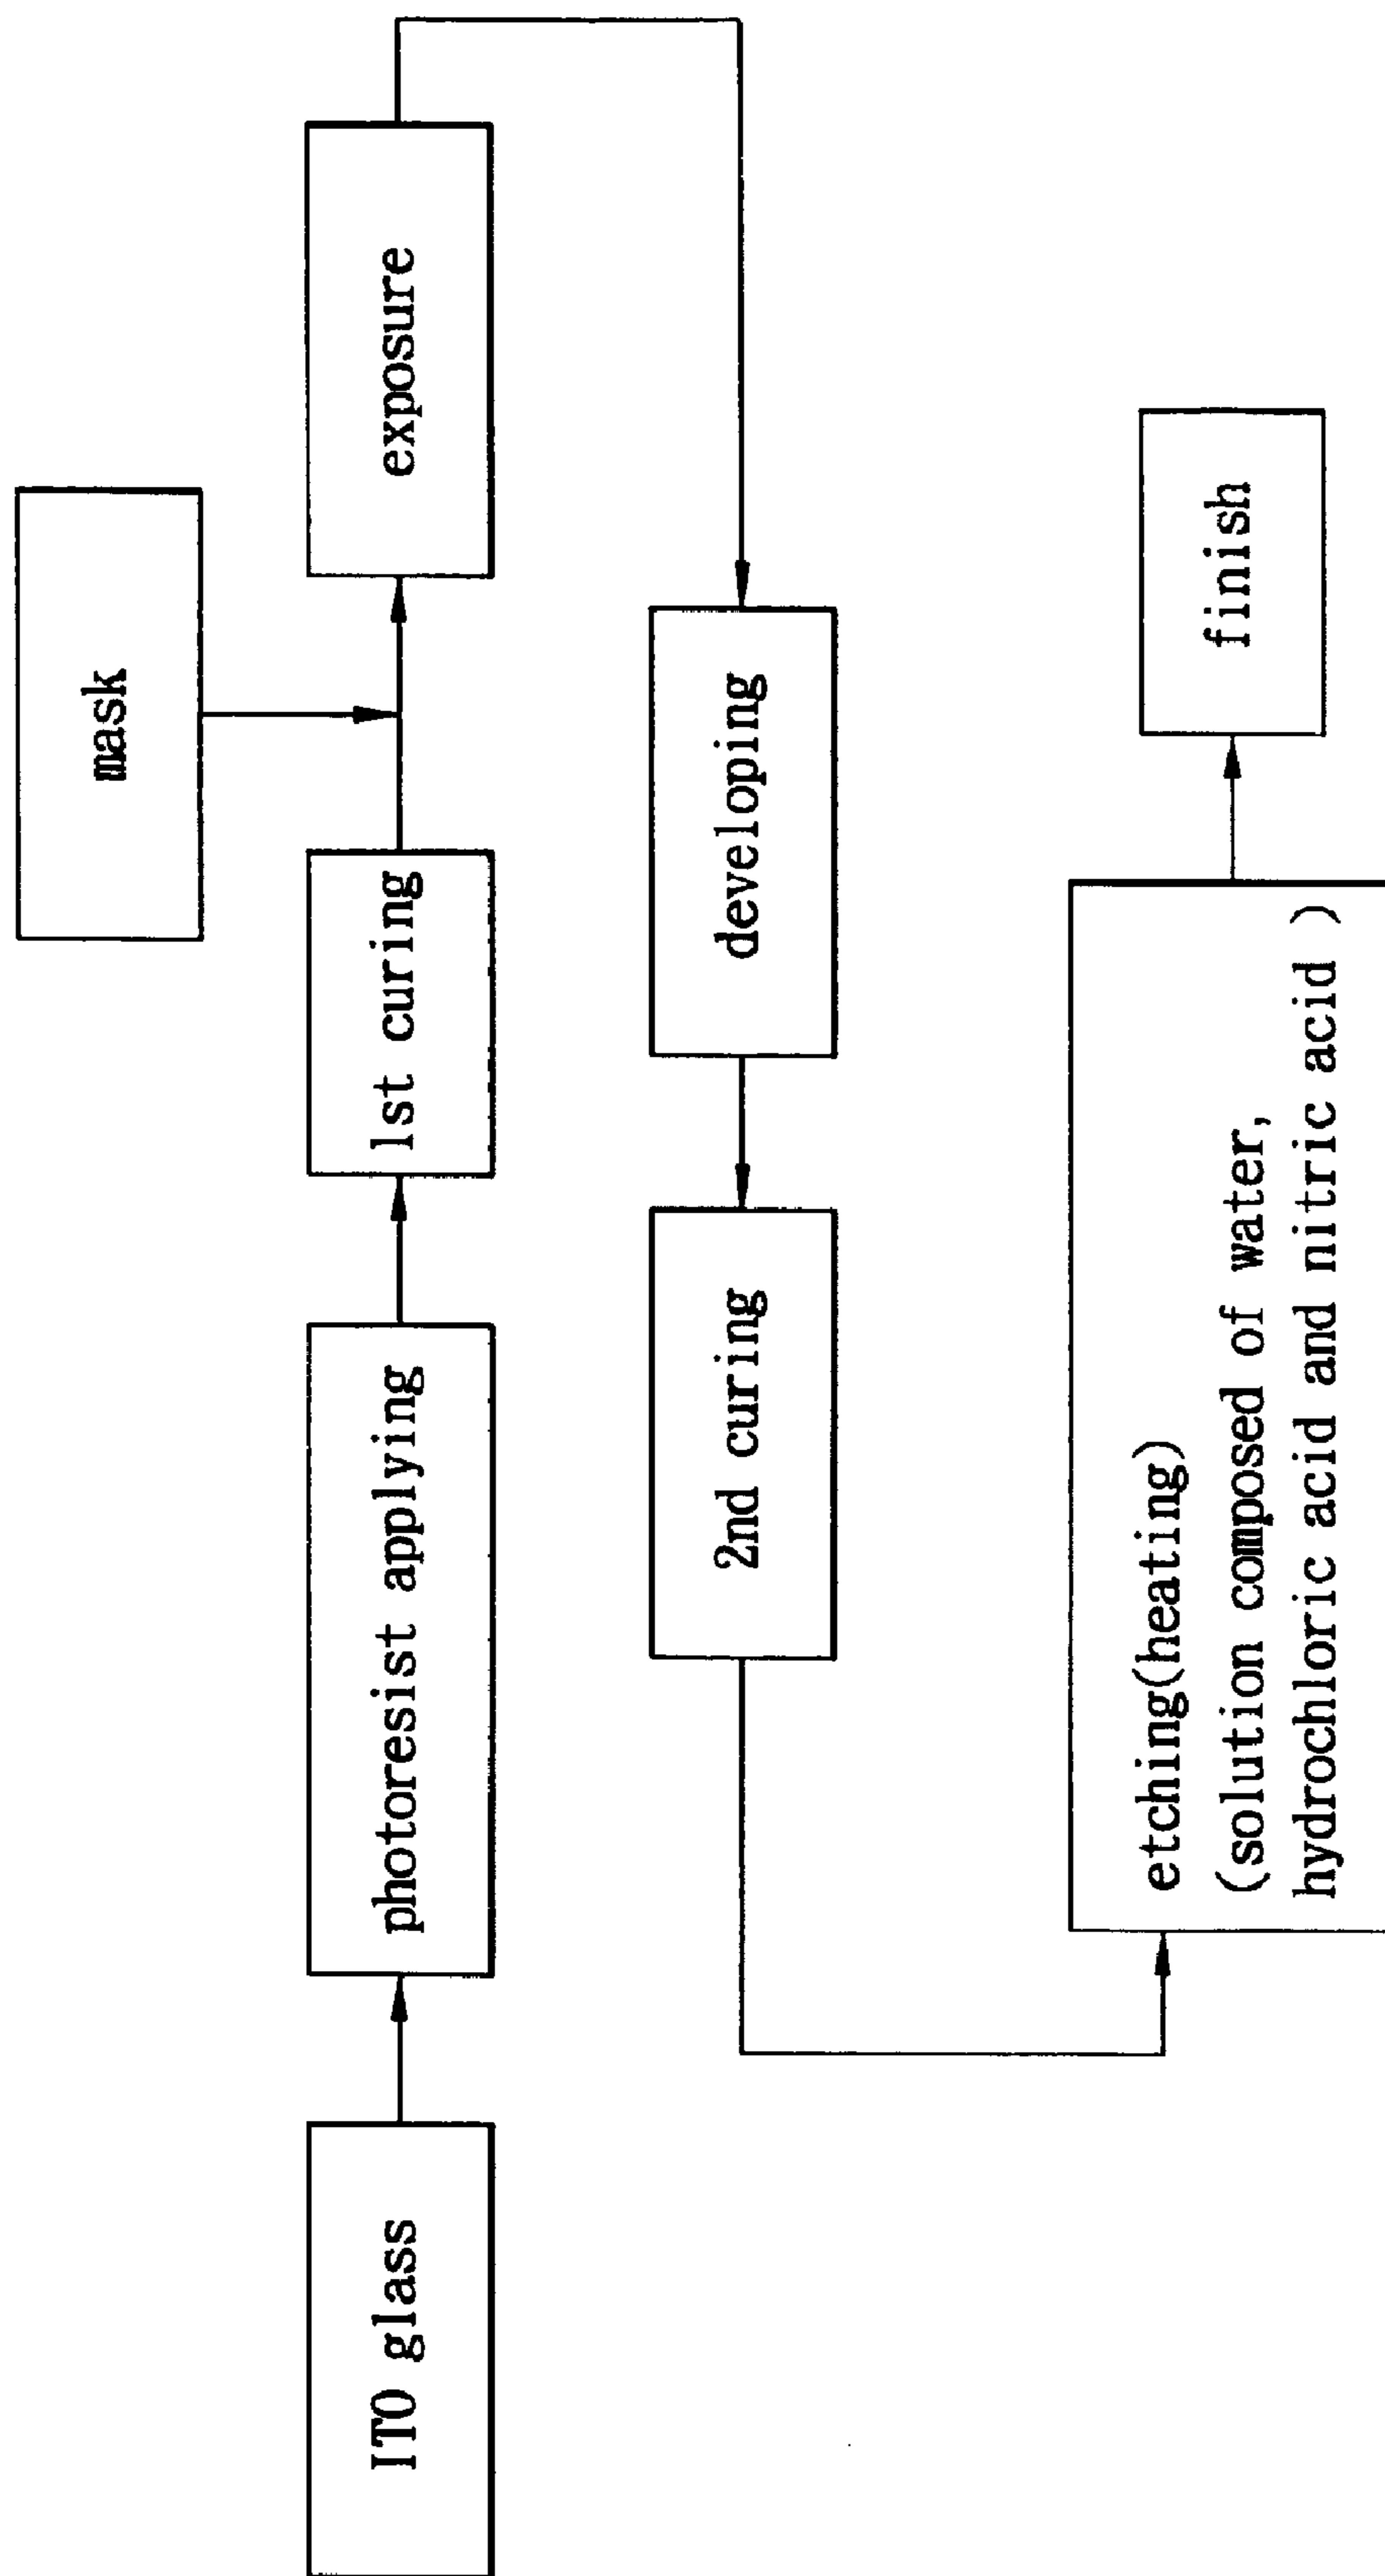 mask
ITO glass
photoresist applying
1st curing
exposure
developing
2nd curing
etching(heating)
(solution composed of water,
hydrochloric acid and nitric acid )
finish